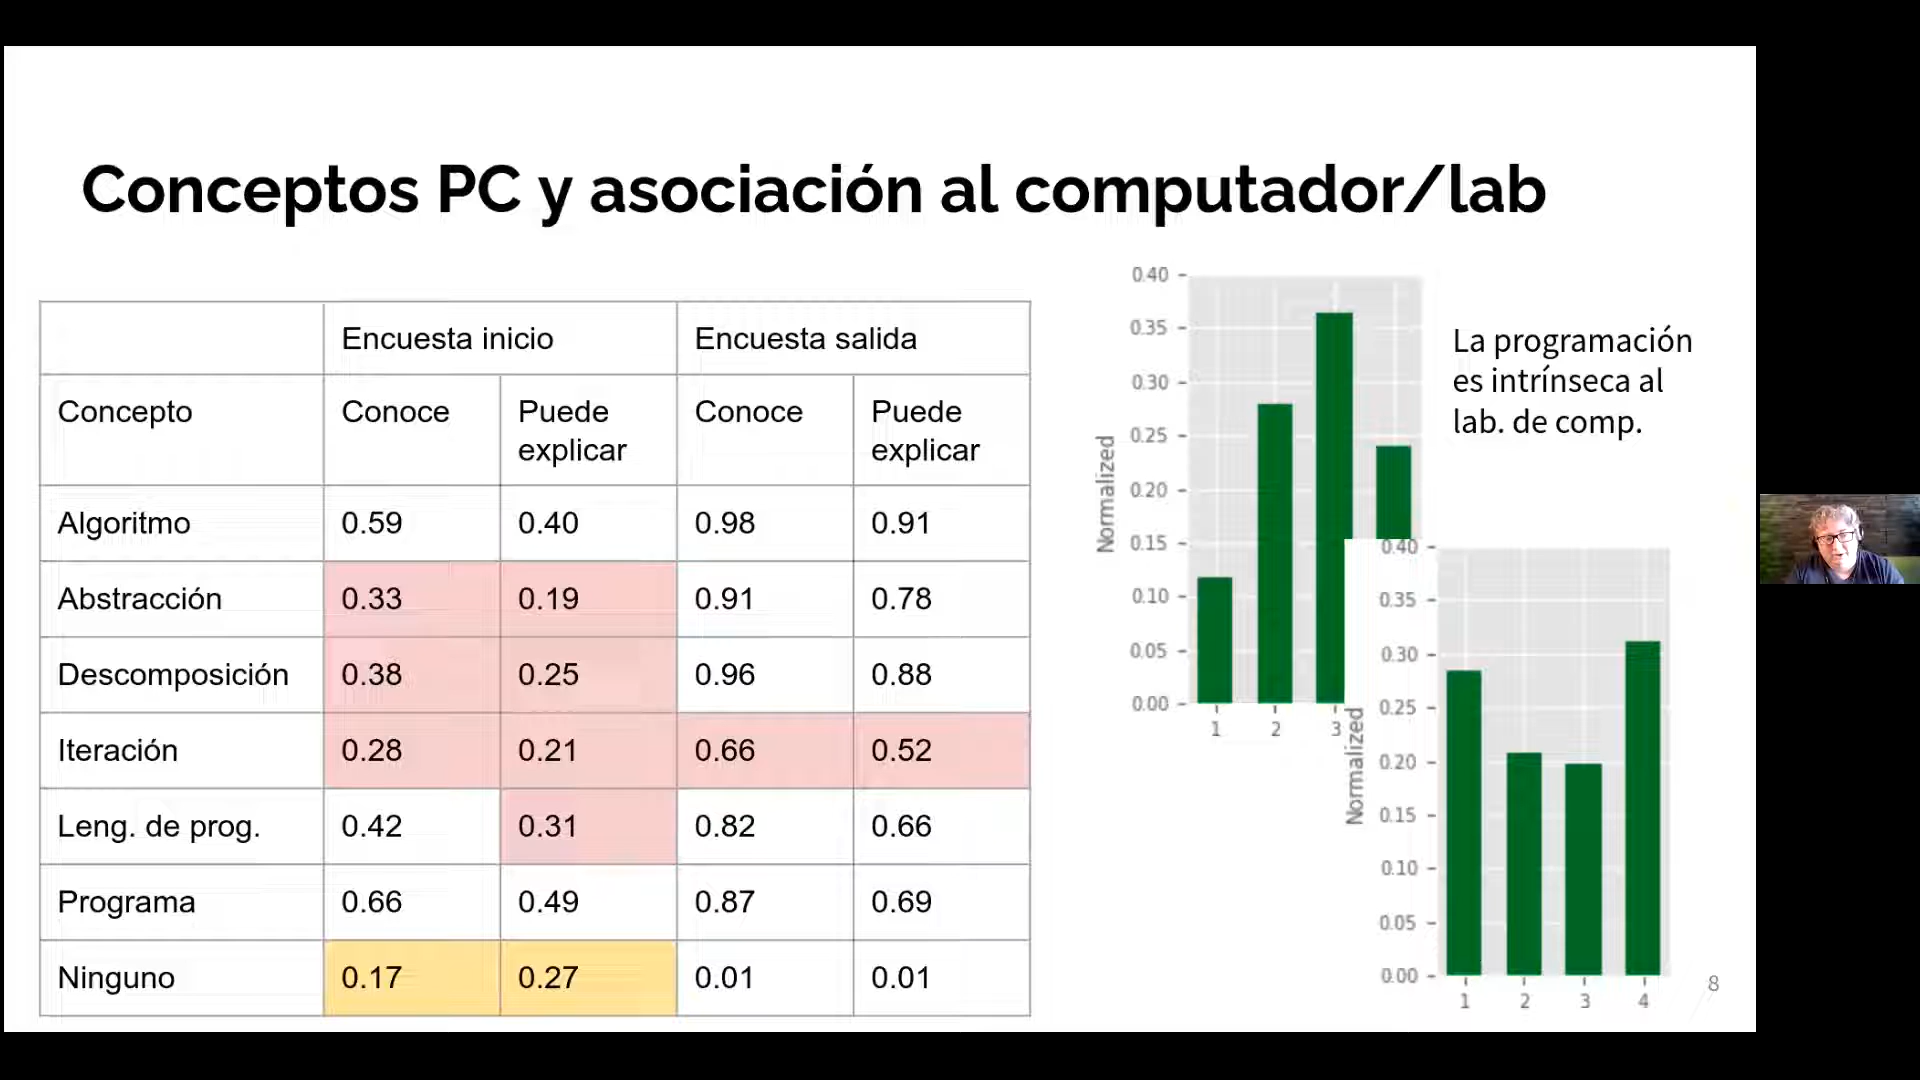 Conceptos PC y asociación al computador/lab
Encuesta inicio Encuesta salida
Concepto Conoce Puede explicar Conoce Puede explicar
Algoritmo 0.59 0.40 0.98 0.91
Abstracción 0.33 0.19 0.91 0.78
Descomposición 0.38 0.25 0.96 0.88
Iteración 0.28 0.21 0.66 0.52
Leng. de prog. 0.42 0.31 0.82 0.66
Programa 0.66 0.49 0.87 0.69
Ninguno 0.17 0.27 0.01 0.01
0.40
0.35
0.30
0.25
0.20
0.15
0.10
0.05
0.00
Normalized
1 2 3
La programación
es intrínseca al
lab. de comp.
0.40
0.35
0.30
0.25
0.20
0.15
0.10
0.05
0.00
Normalized
1 2 3 4
8